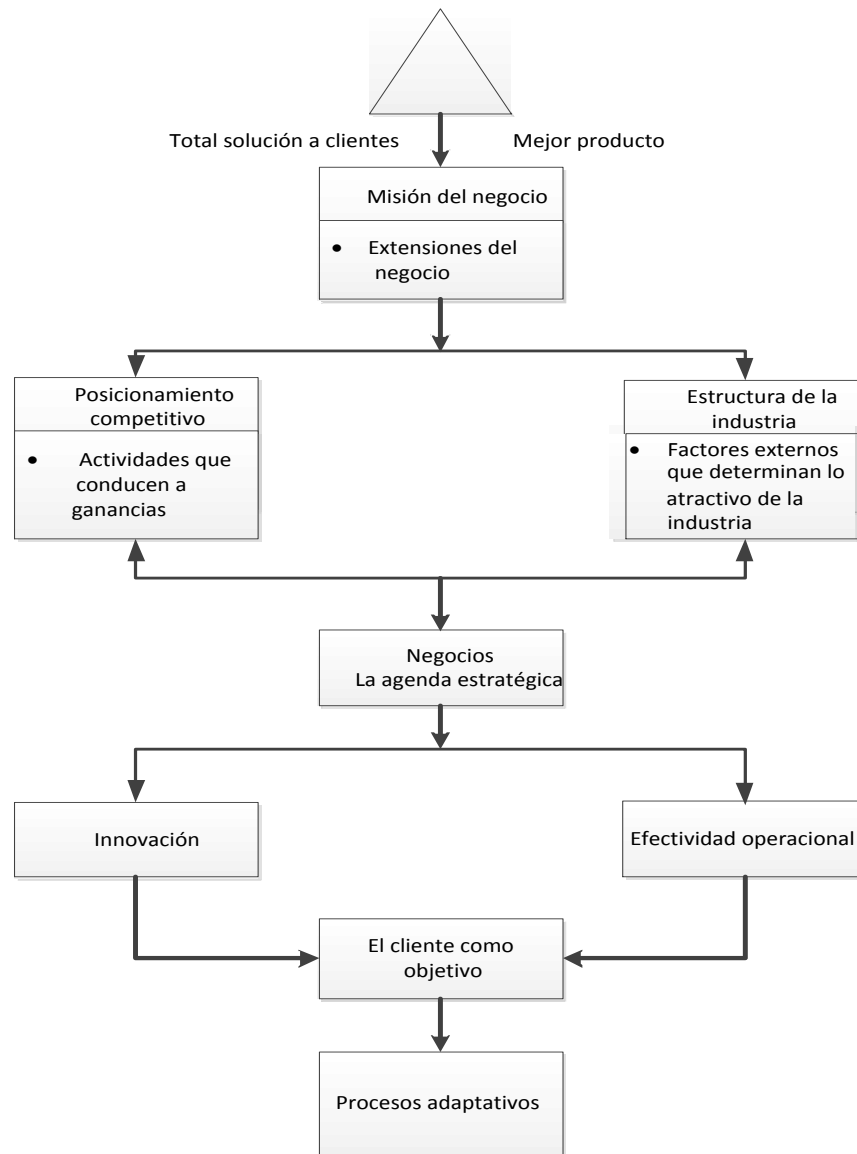 Total solución a clientes
Mejor producto
Misión del negocio
• Extensiones del
negocio
Posicionamiento
competitivo
• Actividades que
conducen a
ganancias
Estructura de la
industria
• Factores externos
que determinan lo
atractivo de la
industria
Negocios
La agenda estratégica
Innovación
Efectividad operacional
El cliente como
objetivo
Procesos adaptativos